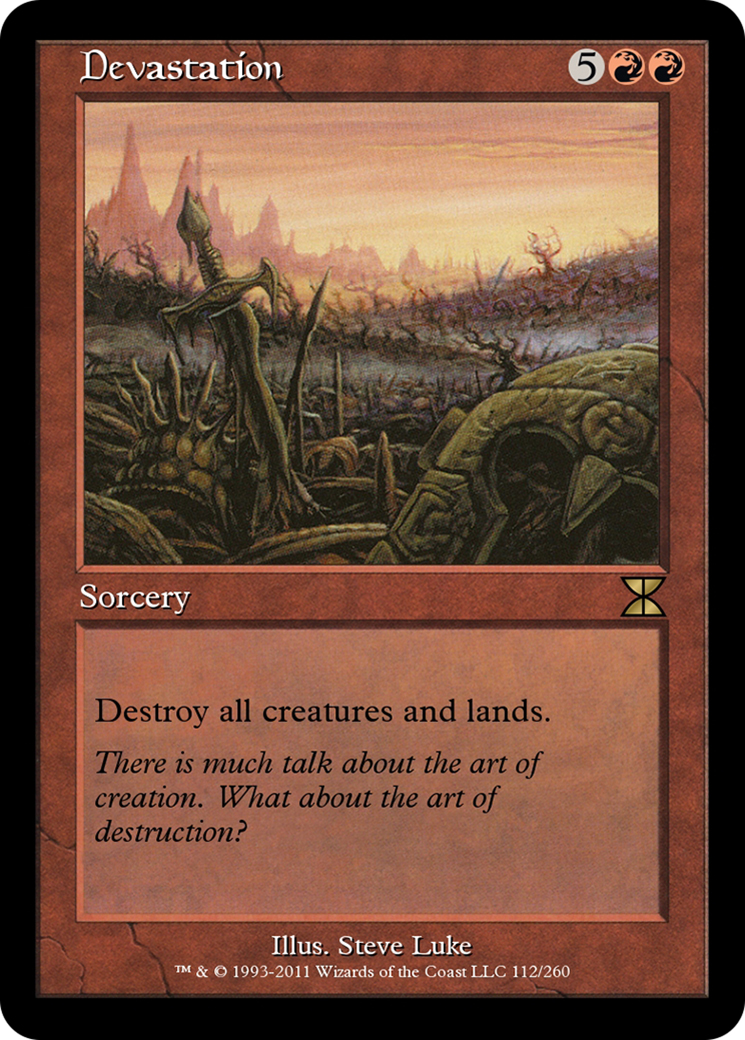 Devastation 5
Sorcery
Destroy all creatures and lands.
There is much talk about the art of
creation. What about the art of
destruction?
Illus. Steve Luke
™ & © 1993-2011 Wizards of the Coast LLC 112/260